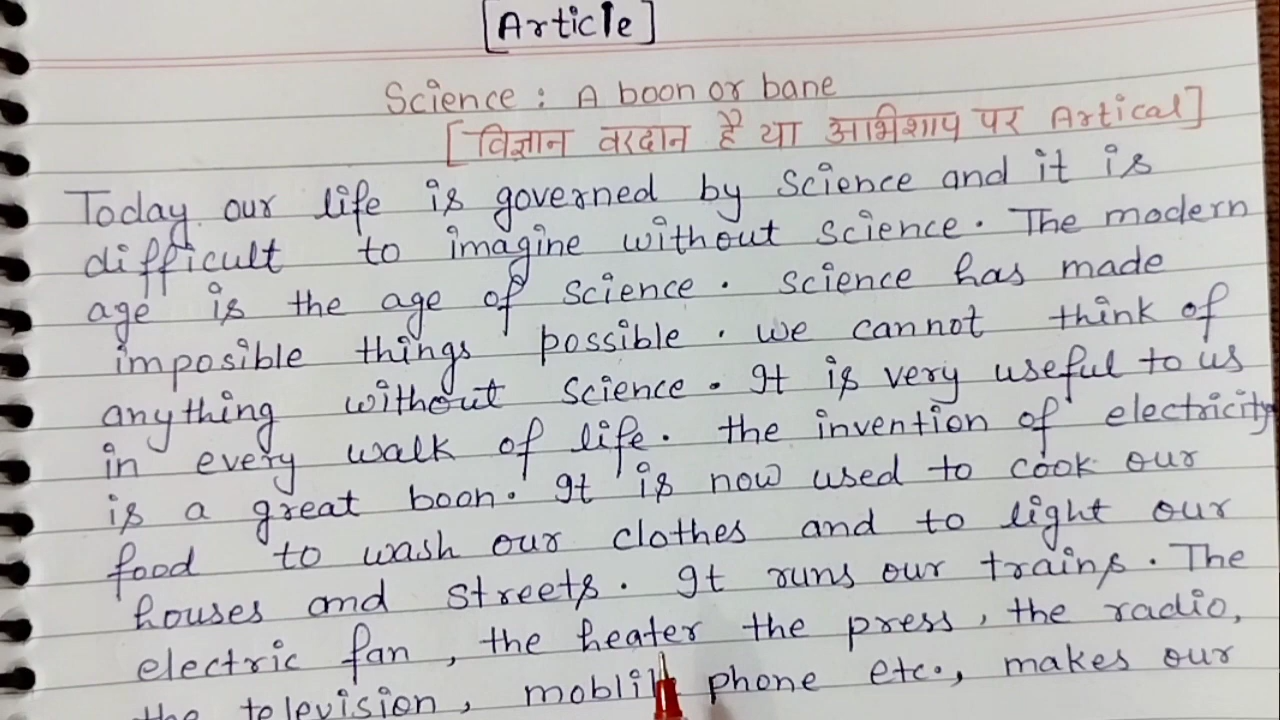 [Article]
Science : A boon or bane
[विज्ञान वरदान है या अभिशाप पर Artical]
Today our life is governed by Science and it is
difficult to imagine without science. The modern
age is the age of science. Science has made
imposible things possible. we cannot think of
anything without science. It is very useful to us
in every walk of life. the invention of electricity
is a great boon. It is now used to cook our
food to wash our clothes and to light our
houses and streets. It runs our trains. The
electric fan, the heater the press, the radio,
the television, phone etc., makes our